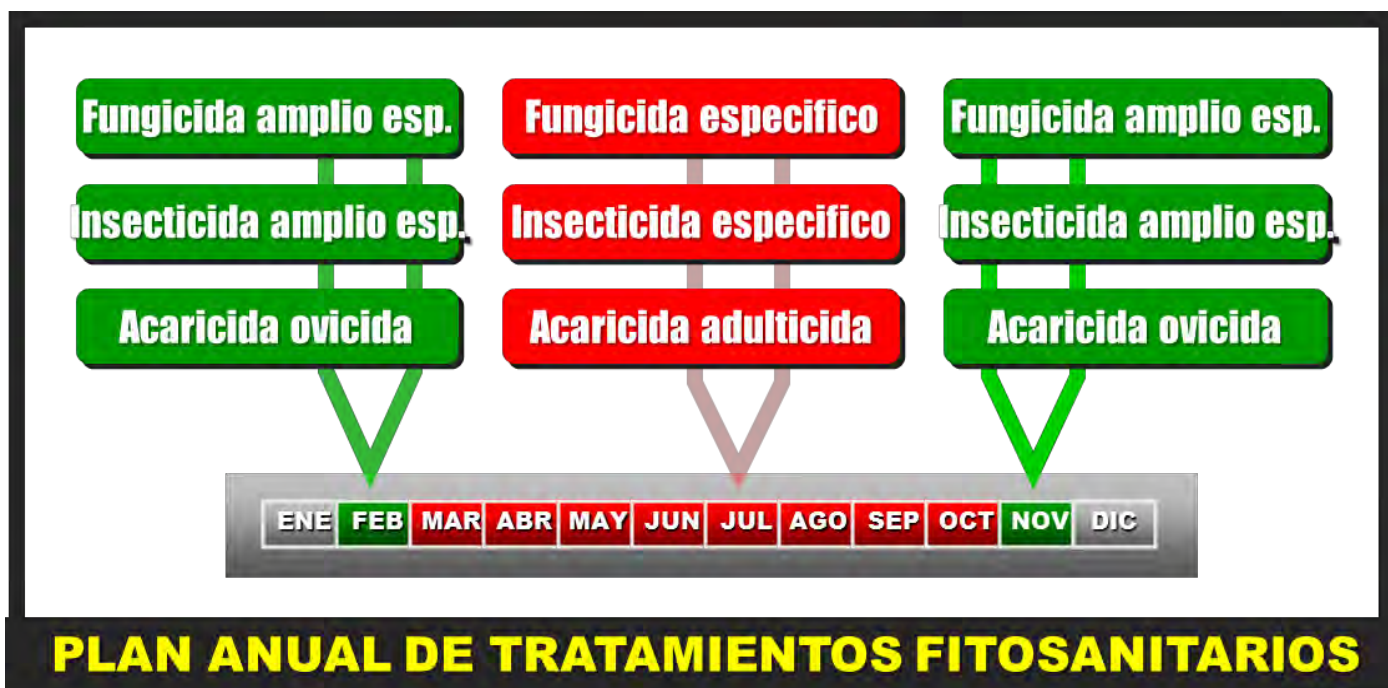 Fungicida amplio esp.
Insecticida amplio esp.
Acaricida ovicida
Fungicida especifico
Insecticida especifico
Acaricida adulticida
Fungicida amplio esp.
Insecticida amplio esp.
Acaricida ovicida
ENE FEB MAR ABR MAY JUN JUL AGO SEP OCT NOV DIC
PLAN ANUAL DE TRATAMIENTOS FITOSANITARIOS